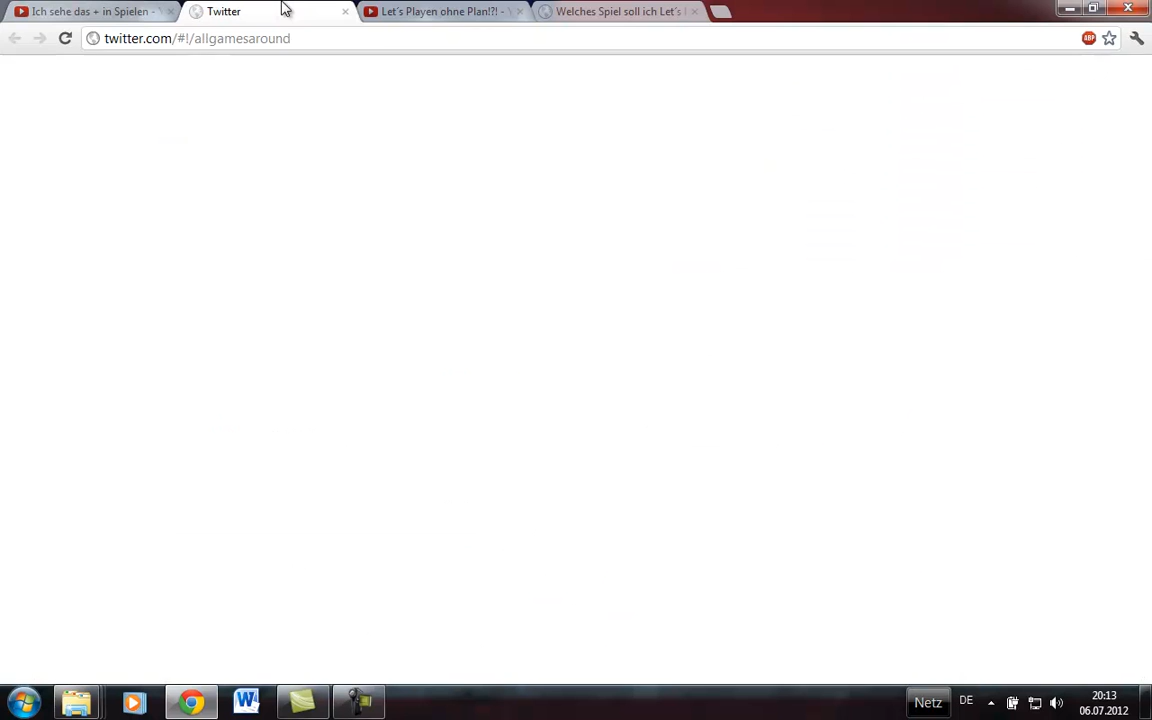 Ich sehe das + in Spielen - 
Twitter
Let´s Playen ohne Plan!?! - Y
Welches Spiel soll ich Let's
twitter.com/#!/allgamesaround
ABP
W
Netz
DE
20:13
06.07.2012